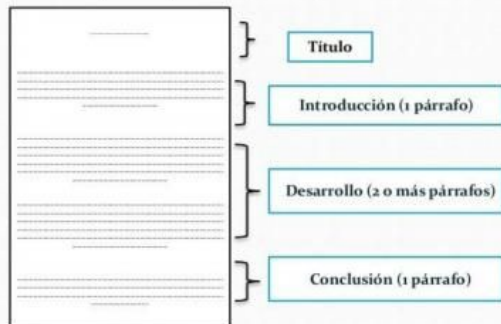 Título
Introducción (1 párrafo)
Desarrollo (2 o más párrafos)
Conclusión (1 párrafo)